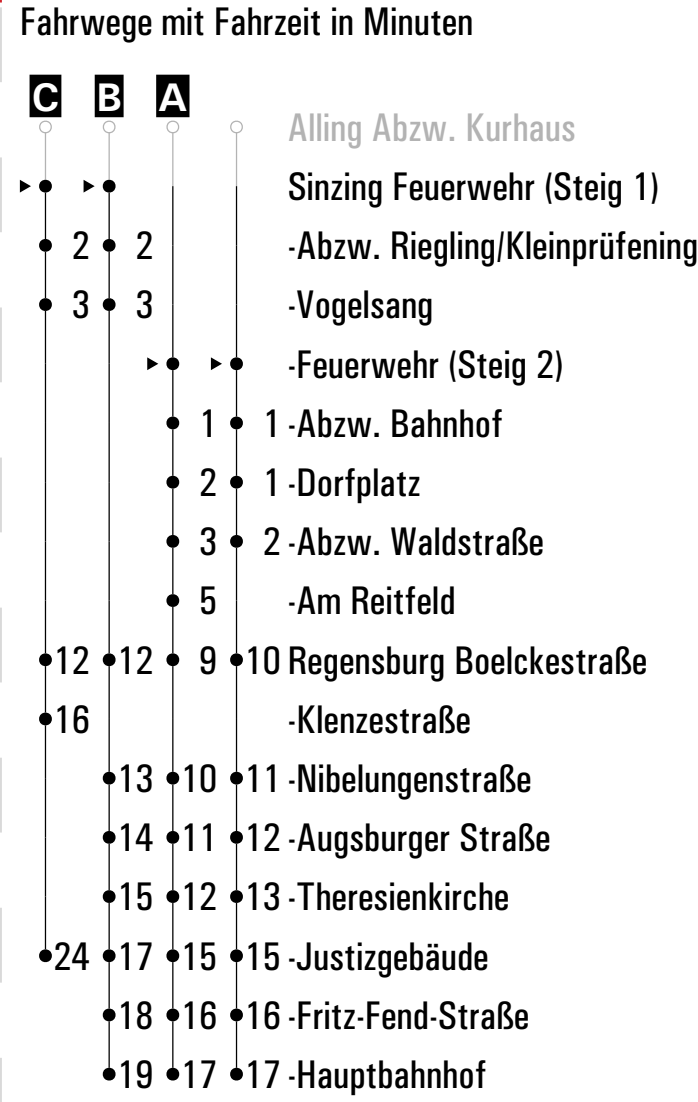 Fahrwege mit Fahrzeit in Minuten
C B A
Alling Abzw. Kurhaus
Sinzing Feuerwehr (Steig 1)
2 2 -Abzw. Riegling/Kleinprüfening
3 3 -Vogelsang
-Feuerwehr (Steig 2)
1 1 -Abzw. Bahnhof
2 1 -Dorfplatz
3 2 -Abzw. Waldstraße
5 -Am Reitfeld
12 12 9 10 Regensburg Boelckestraße
16 -Klenzestraße
13 10 11 -Nibelungenstraße
14 11 12 -Augsburger Straße
15 12 13 -Theresienkirche
24 17 15 15 -Justizgebäude
18 16 16 -Fritz-Fend-Straße
19 17 17 -Hauptbahnhof